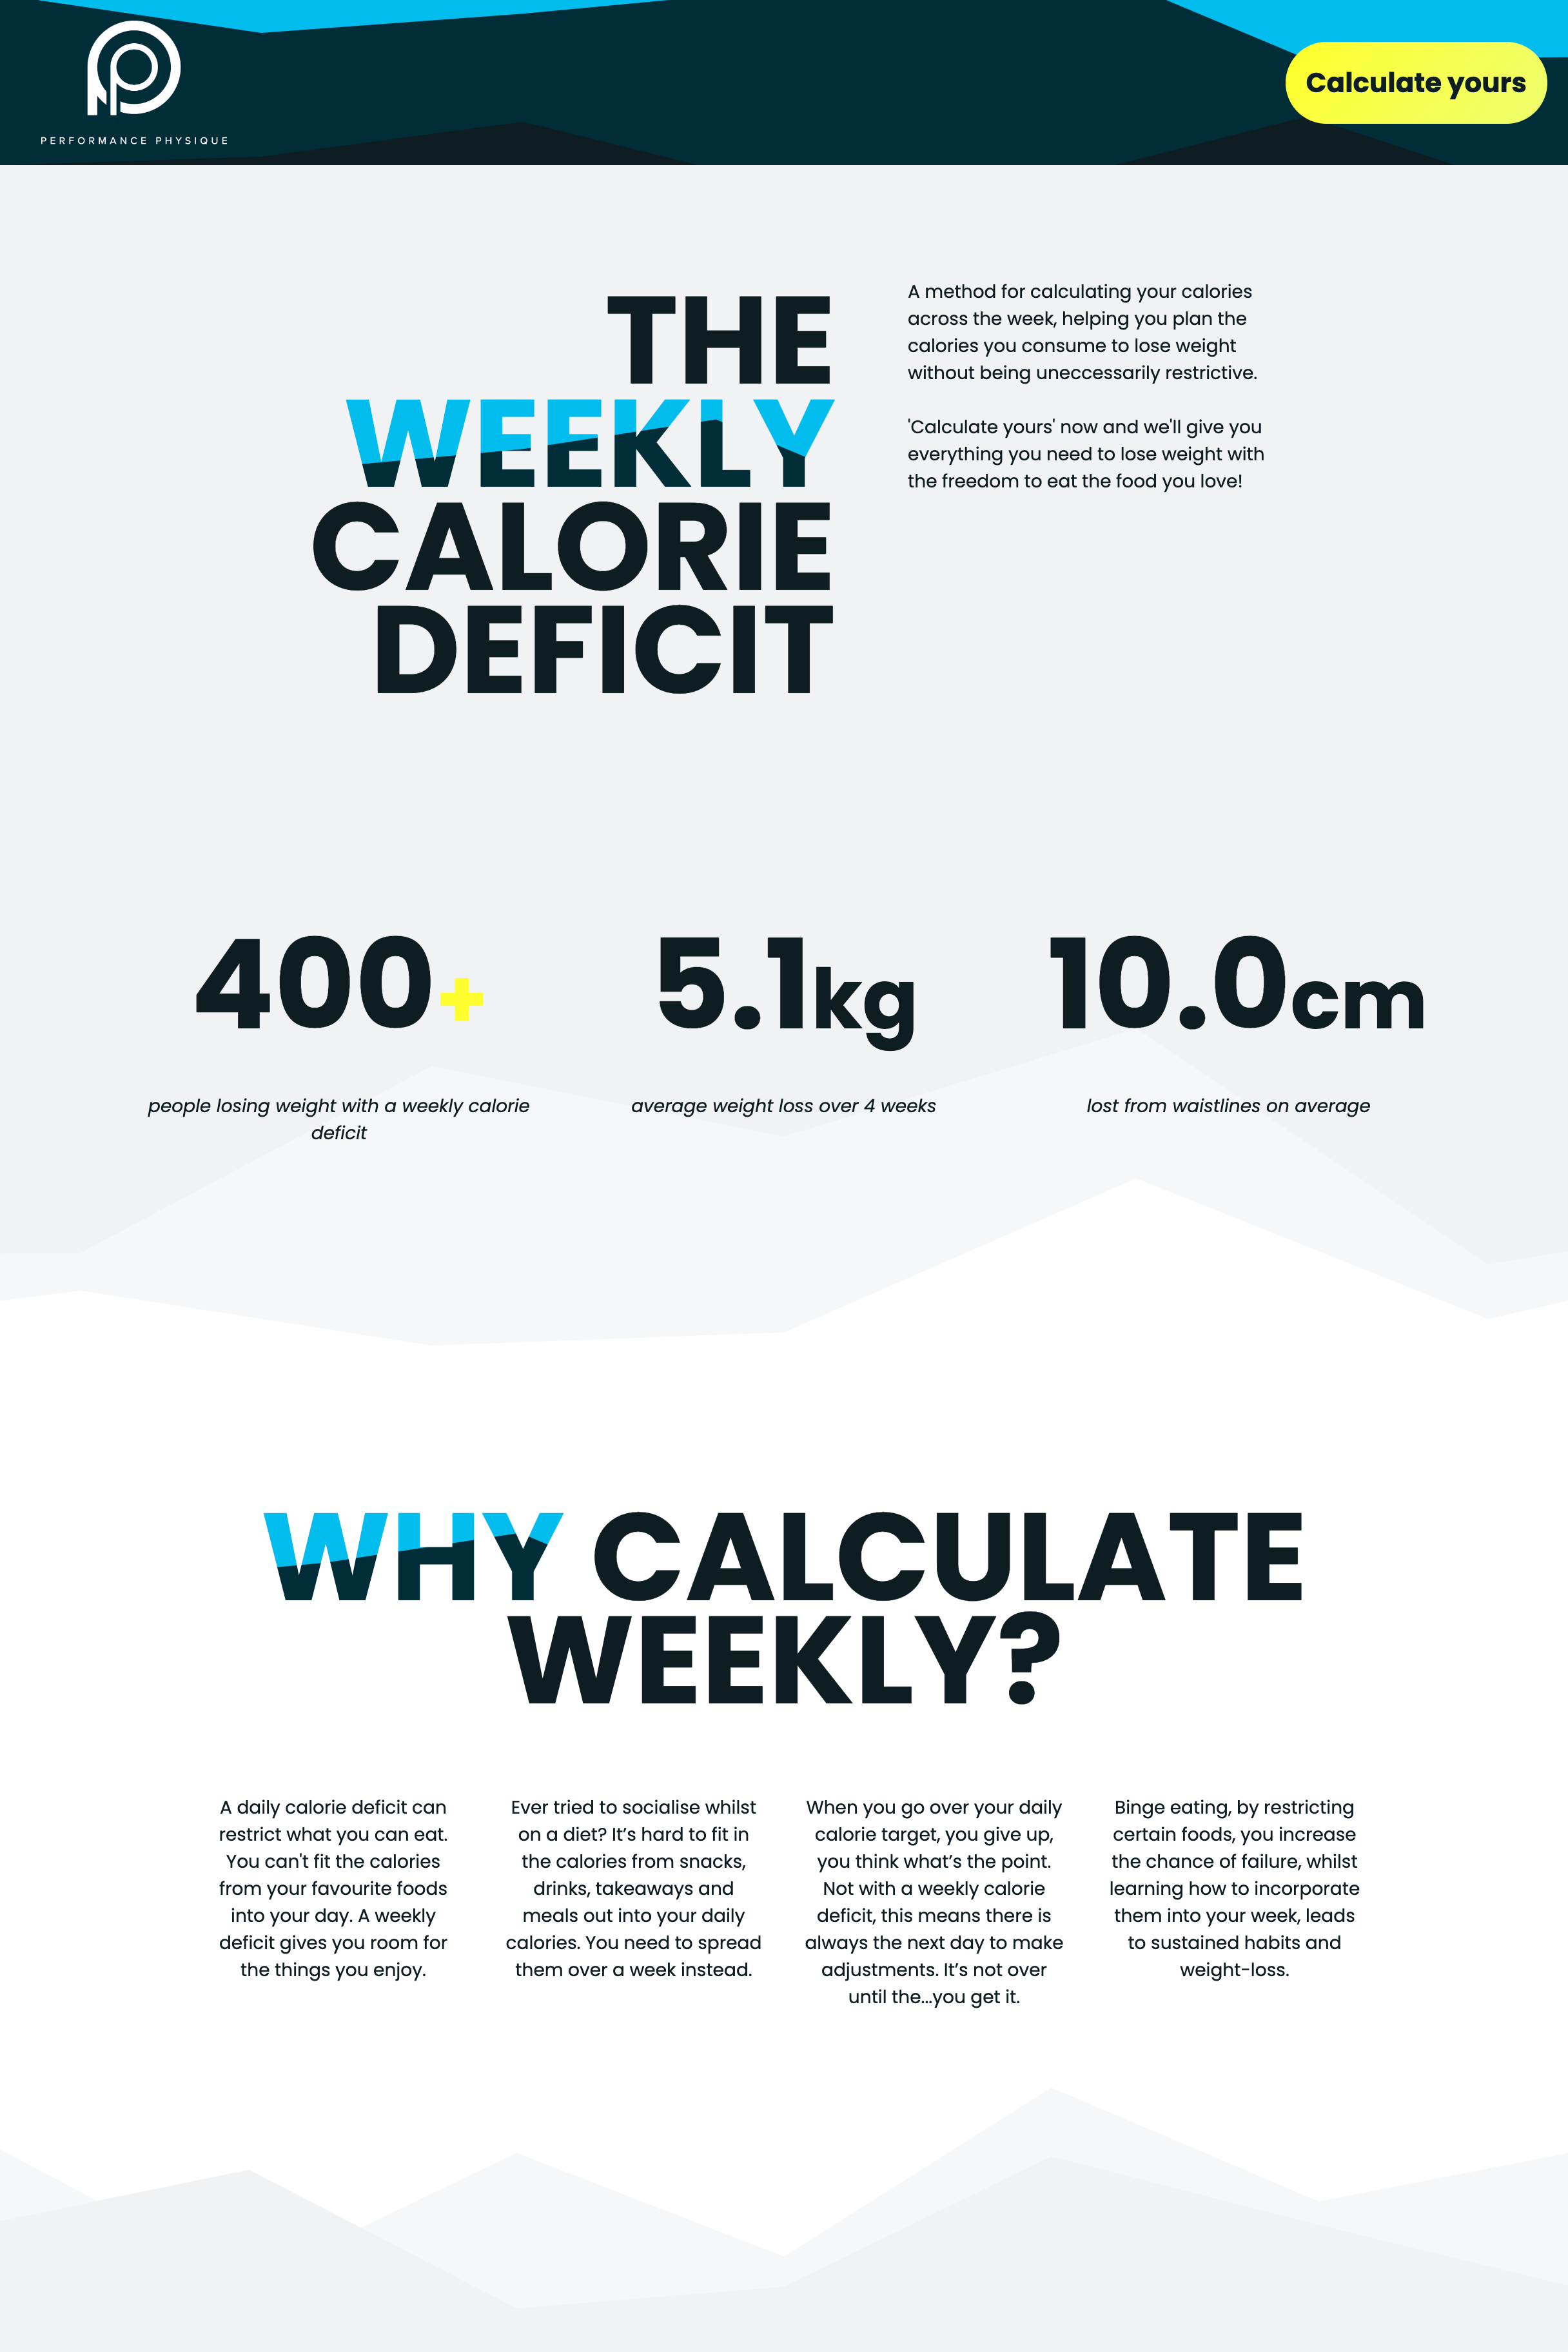 PERFORMANCE PHYSIQUE
Calculate yours
THE
WEEKLY
CALORIE
DEFICIT
A method for calculating your calories
across the week, helping you plan the
calories you consume to lose weight
without being uneccessarily restrictive.
'Calculate yours' now and we'll give you
everything you need to lose weight with
the freedom to eat the food you love!
400+
people losing weight with a weekly calorie
deficit
5.1kg
average weight loss over 4 weeks
10.0cm
lost from waistlines on average
WHY CALCULATE
WEEKLY?
A daily calorie deficit can
restrict what you can eat.
You can't fit the calories
from your favourite foods
into your day. A weekly
deficit gives you room for
the things you enjoy.
Ever tried to socialise whilst
on a diet? It’s hard to fit in
the calories from snacks,
drinks, takeaways and
meals out into your daily
calories. You need to spread
them over a week instead.
When you go over your daily
calorie target, you give up,
you think what’s the point.
Not with a weekly calorie
deficit, this means there is
always the next day to make
adjustments. It’s not over
until the...you get it.
Binge eating, by restricting
certain foods, you increase
the chance of failure, whilst
learning how to incorporate
them into your week, leads
to sustained habits and
weight-loss.